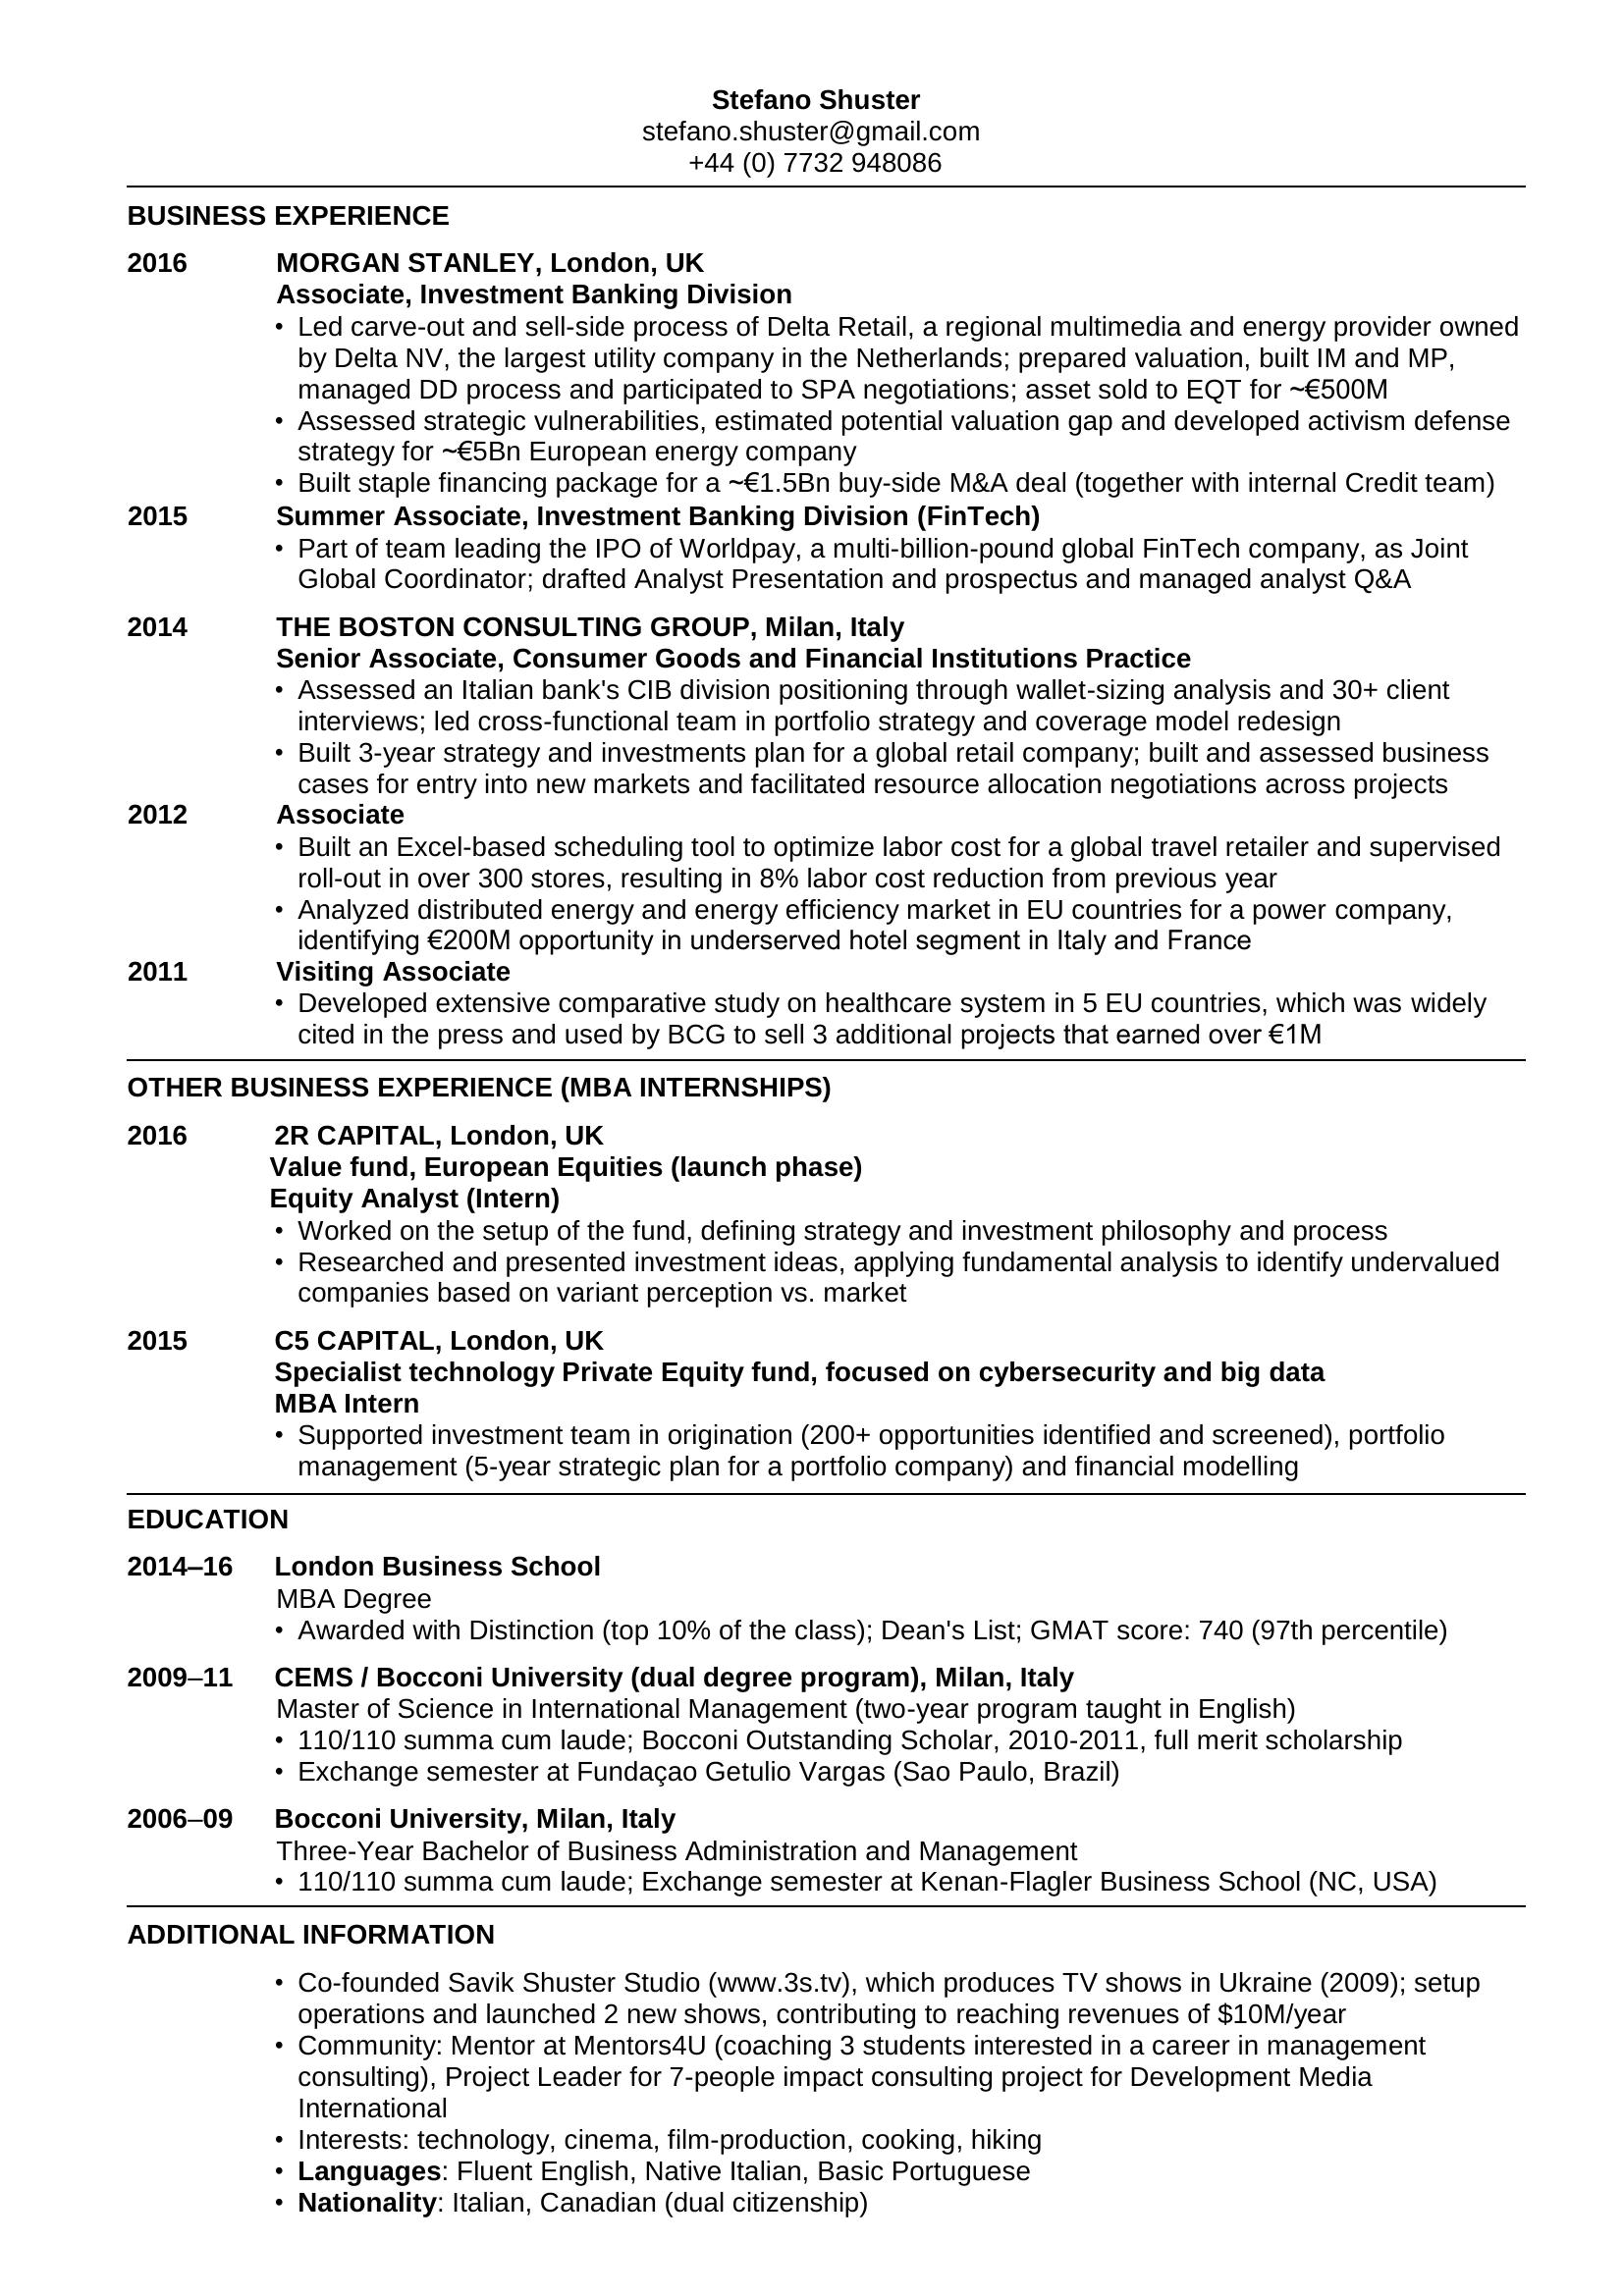 Stefano Shuster
stefano.shuster@gmail.com
+44 (0) 7732 948086
BUSINESS EXPERIENCE
2016 MORGAN STANLEY, London, UK
Associate, Investment Banking Division
• Led carve-out and sell-side process of Delta Retail, a regional multimedia and energy provider owned
by Delta NV, the largest utility company in the Netherlands; prepared valuation, built IM and MP,
managed DD process and participated to SPA negotiations; asset sold to EQT for ~€500M
• Assessed strategic vulnerabilities, estimated potential valuation gap and developed activism defense
strategy for ~€5Bn European energy company
• Built staple financing package for a ~€1.5Bn buy-side M&A deal (together with internal Credit team)
2015 Summer Associate, Investment Banking Division (FinTech)
• Part of team leading the IPO of Worldpay, a multi-billion-pound global FinTech company, as Joint
Global Coordinator; drafted Analyst Presentation and prospectus and managed analyst Q&A
2014 THE BOSTON CONSULTING GROUP, Milan, Italy
Senior Associate, Consumer Goods and Financial Institutions Practice
• Assessed an Italian bank's CIB division positioning through wallet-sizing analysis and 30+ client
interviews; led cross-functional team in portfolio strategy and coverage model redesign
• Built 3-year strategy and investments plan for a global retail company; built and assessed business
cases for entry into new markets and facilitated resource allocation negotiations across projects
2012 Associate
• Built an Excel-based scheduling tool to optimize labor cost for a global travel retailer and supervised
roll-out in over 300 stores, resulting in 8% labor cost reduction from previous year
• Analyzed distributed energy and energy efficiency market in EU countries for a power company,
identifying €200M opportunity in underserved hotel segment in Italy and France
2011 Visiting Associate
• Developed extensive comparative study on healthcare system in 5 EU countries, which was widely
cited in the press and used by BCG to sell 3 additional projects that earned over €1M
OTHER BUSINESS EXPERIENCE (MBA INTERNSHIPS)
2016 2R CAPITAL, London, UK
Value fund, European Equities (launch phase)
Equity Analyst (Intern)
• Worked on the setup of the fund, defining strategy and investment philosophy and process
• Researched and presented investment ideas, applying fundamental analysis to identify undervalued
companies based on variant perception vs. market
2015 C5 CAPITAL, London, UK
Specialist technology Private Equity fund, focused on cybersecurity and big data
MBA Intern
• Supported investment team in origination (200+ opportunities identified and screened), portfolio
management (5-year strategic plan for a portfolio company) and financial modelling
EDUCATION
2014–16 London Business School
MBA Degree
• Awarded with Distinction (top 10% of the class); Dean's List; GMAT score: 740 (97th percentile)
2009–11 CEMS / Bocconi University (dual degree program), Milan, Italy
Master of Science in International Management (two-year program taught in English)
• 110/110 summa cum laude; Bocconi Outstanding Scholar, 2010-2011, full merit scholarship
• Exchange semester at Fundaçao Getulio Vargas (Sao Paulo, Brazil)
2006–09 Bocconi University, Milan, Italy
Three-Year Bachelor of Business Administration and Management
• 110/110 summa cum laude; Exchange semester at Kenan-Flagler Business School (NC, USA)
ADDITIONAL INFORMATION
• Co-founded Savik Shuster Studio (www.3s.tv), which produces TV shows in Ukraine (2009); setup
operations and launched 2 new shows, contributing to reaching revenues of $10M/year
• Community: Mentor at Mentors4U (coaching 3 students interested in a career in management
consulting), Project Leader for 7-people impact consulting project for Development Media
International
• Interests: technology, cinema, film-production, cooking, hiking
• Languages: Fluent English, Native Italian, Basic Portuguese
• Nationality: Italian, Canadian (dual citizenship)